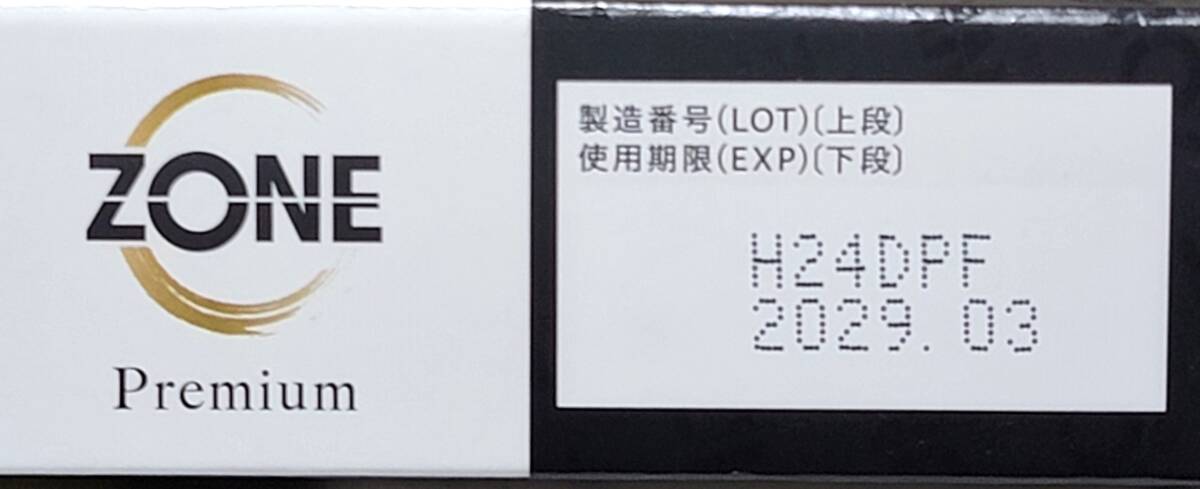 ZONE
Premium
製造番号(LOT)〔上段〕
使用期限(EXP)〔下段〕
H24DPF
2029.03